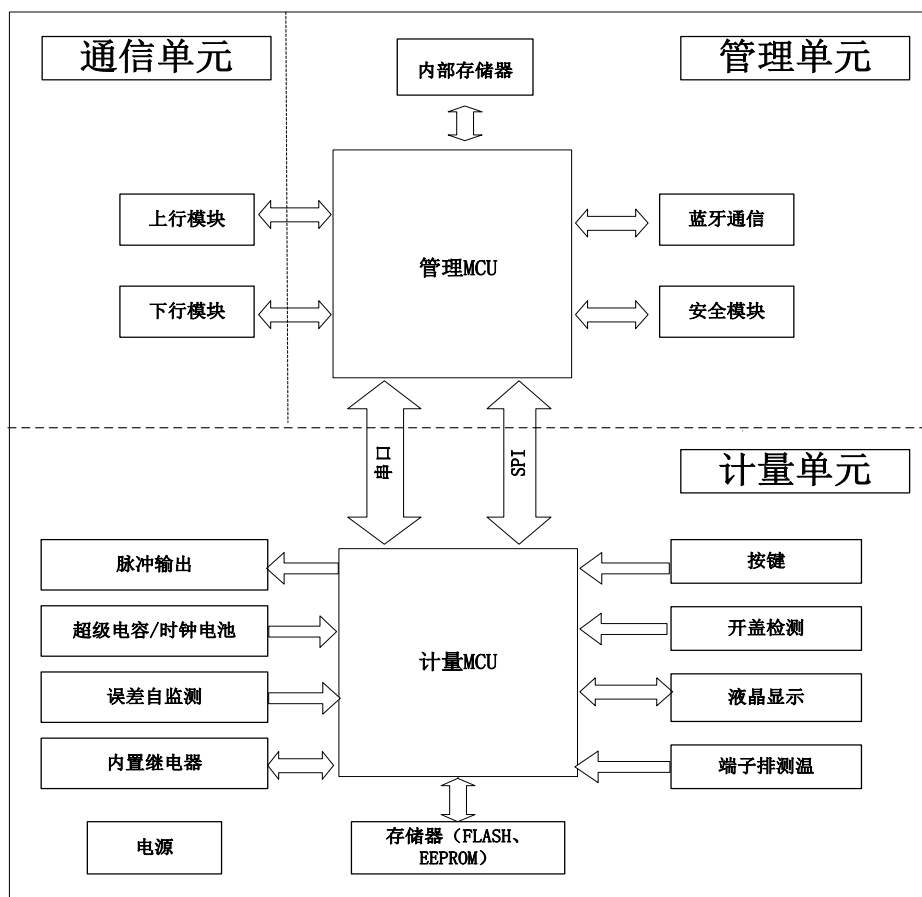 通信单元
管理单元
内部存储器
上行模块
蓝牙通信
管理MCU
下行模块
安全模块
串口
SPI
计量单元
脉冲输出
按键
超级电容/时钟电池
开盖检测
计量MCU
误差自监测
液晶显示
内置继电器
端子排测温
电源
存储器（FLASH、
EEPROM）